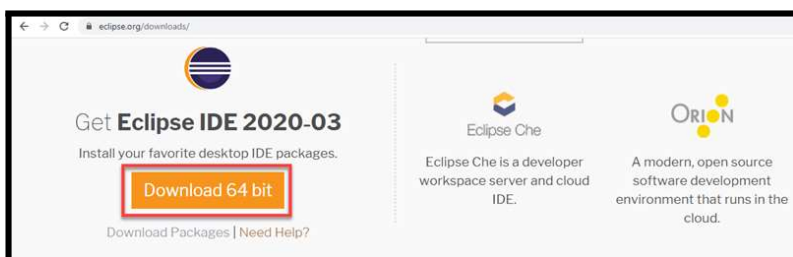 eclipse.org/downloads/
Get Eclipse IDE 2020-03
Install your favorite desktop IDE packages.
Download 64 bit
Download Packages | Need Help?
Eclipse Che
Eclipse Che is a developer
workspace server and cloud
IDE.
ORION
A modern, open source
software development
environment that runs in the
cloud.